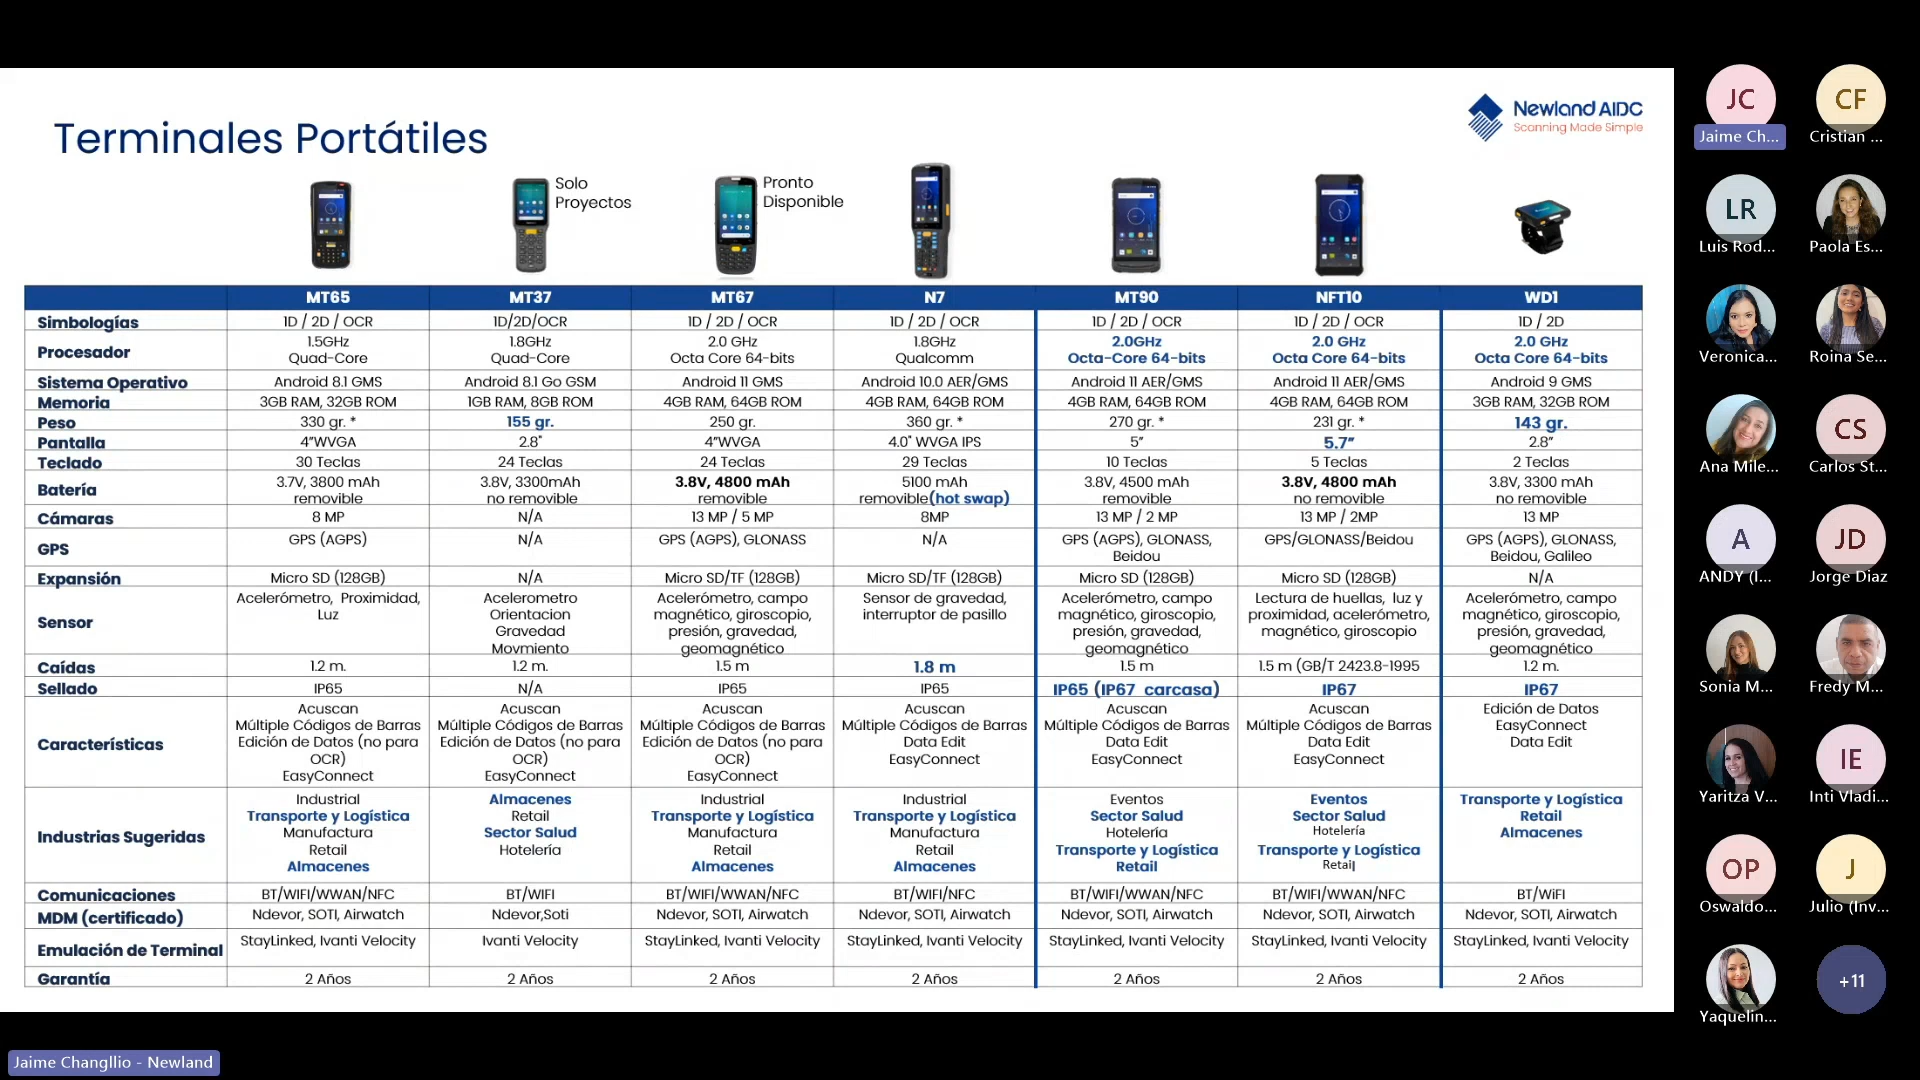 Newland AIDC
Scanning Made Simple
Terminales Portátiles
Solo
Proyectos
Pronto
Disponible
MT65 MT37 MT67 N7 MT90 NFT10 WD1
Simbologías 1D / 2D / OCR 1D/2D/OCR 1D / 2D / OCR 1D / 2D / OCR 1D / 2D / OCR 1D / 2D / OCR 1D / 2D
1.5GHz 1.8GHz 2.0 GHz 1.8GHz 2.0GHz 2.0 GHz 2.0 GHz
Procesador Quad-Core Quad-Core Octa Core 64-bits Qualcomm Octa-Core 64-bits Octa Core 64-bits Octa Core 64-bits
Sistema Operativo Android 8.1 GMS Android 8.1 Go GSM Android 11 GMS Android 10.0 AER/GMS Android 11 AER/GMS Android 11 AER/GMS Android 9 GMS
Memoria 3GB RAM, 32GB ROM 1GB RAM, 8GB ROM 4GB RAM, 64GB ROM 4GB RAM, 64GB ROM 4GB RAM, 64GB ROM 4GB RAM, 64GB ROM 3GB RAM, 32GB ROM
Peso 330 gr. * 155 gr. 250 gr. 360 gr. * 270 gr. * 231 gr. * 143 gr.
Pantalla 4”WVGA 2.8" 4”WVGA 4.0" WVGA IPS 5” 5.7” 2.8”
Teclado 30 Teclas 24 Teclas 24 Teclas 29 Teclas 10 Teclas 5 Teclas 2 Teclas
3.7V, 3800 mAh 3.8V, 3300mAh 3.8V, 4800 mAh 5100 mAh 3.8V, 4500 mAh 3.8V, 4800 mAh 3.8V, 3300 mAh
Batería removible no removible removible removible(hot swap) removible no removible no removible
Cámaras 8 MP N/A 13 MP / 5 MP 8MP 13 MP / 2 MP 13 MP / 2MP 13 MP
GPS GPS (AGPS) N/A GPS (AGPS), GLONASS N/A GPS (AGPS), GLONASS, GPS/GLONASS/Beidou GPS (AGPS), GLONASS,
Beidou Beidou, Galileo
Expansión Micro SD (128GB) N/A Micro SD/TF (128GB) Micro SD/TF (128GB) Micro SD (128GB) Micro SD (128GB) N/A
Acelerómetro, Proximidad, Acelerometro Acelerómetro, campo Sensor de gravedad, Acelerómetro, campo Lectura de huellas, luz y Acelerómetro, campo
Sensor Luz Orientacion magnético, giroscopio, interruptor de pasillo magnético, giroscopio, proximidad, acelerómetro, magnético, giroscopio,
Gravedad presión, gravedad, presión, gravedad, magnético, giroscopio presión, gravedad,
Movmiento geomagnético geomagnético geomagnético
Caídas 1.2 m. 1.2 m. 1.5 m 1.8 m 1.5 m 1.5 m (GB/T 2423.8-1995 1.2 m.
Sellado IP65 N/A IP65 IP65 IP65 (IP67 carcasa) IP67 IP67
Acuscan Acuscan Acuscan Acuscan Acuscan Acuscan Edición de Datos
Múltiple Códigos de Barras Múltiple Códigos de Barras Múltiple Códigos de Barras Múltiple Códigos de Barras Múltiple Códigos de Barras Múltiple Códigos de Barras EasyConnect
Características Edición de Datos (no para Edición de Datos (no para Edición de Datos (no para Data Edit Data Edit Data Edit Data Edit
OCR) OCR) OCR) EasyConnect EasyConnect EasyConnect
EasyConnect EasyConnect EasyConnect
Industrial Almacenes Industrial Industrial Eventos Eventos Transporte y Logística
Transporte y Logística Retail Transporte y Logística Transporte y Logística Sector Salud Sector Salud Retail
Industrias Sugeridas Manufactura Sector Salud Manufactura Manufactura Hotelería Hotelería Almacenes
Retail Hotelería Retail Retail Transporte y Logística Transporte y Logística
Almacenes Almacenes Almacenes Retail Retail
Comunicaciones BT/WIFI/WWAN/NFC BT/WIFI BT/WIFI/WWAN/NFC BT/WIFI/NFC BT/WIFI/WWAN/NFC BT/WIFI/WWAN/NFC BT/WiFI
MDM (certificado) Ndevor, SOTI, Airwatch Ndevor,Soti Ndevor, SOTI, Airwatch Ndevor, SOTI, Airwatch Ndevor, SOTI, Airwatch Ndevor, SOTI, Airwatch Ndevor, SOTI, Airwatch
Emulación de Terminal StayLinked, Ivanti Velocity Ivanti Velocity StayLinked, Ivanti Velocity StayLinked, Ivanti Velocity StayLinked, Ivanti Velocity StayLinked, Ivanti Velocity StayLinked, Ivanti Velocity
Garantía 2 Años 2 Años 2 Años 2 Años 2 Años 2 Años 2 Años
JC CF
Jaime Ch... Cristian ...
LR
Luis Rod... Paola Es...
Veronica... Roina Se...
CS
Ana Mile... Carlos St...
A JD
ANDY (I... Jorge Diaz
Sonia M... Fredy M...
IE
Yaritza V... Inti Vladi...
OP J
Oswaldo... Julio (Inv...
+11
Yaquelin...
Jaime Changllio - Newland